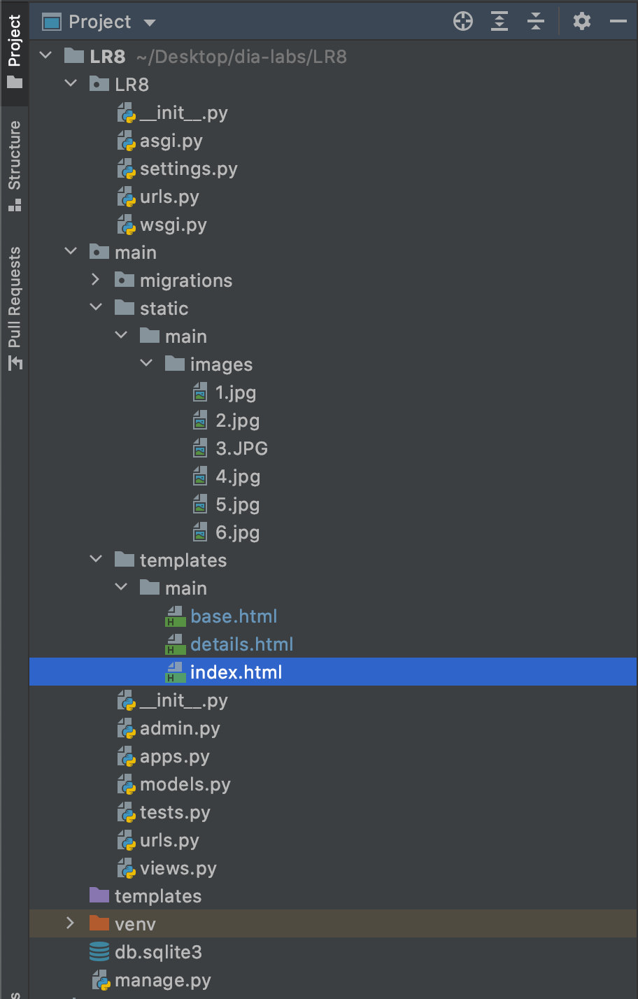 Project
Project
Structure
Pull Requests
LR8 ~/Desktop/dia-labs/LR8
LR8
__init__.py
asgi.py
settings.py
urls.py
wsgi.py
main
migrations
static
main
images
1.jpg
2.jpg
3.JPG
4.jpg
5.jpg
6.jpg
templates
main
H base.html
H details.html
H index.html
__init__.py
admin.py
apps.py
models.py
tests.py
urls.py
views.py
templates
venv
db.sqlite3
manage.py